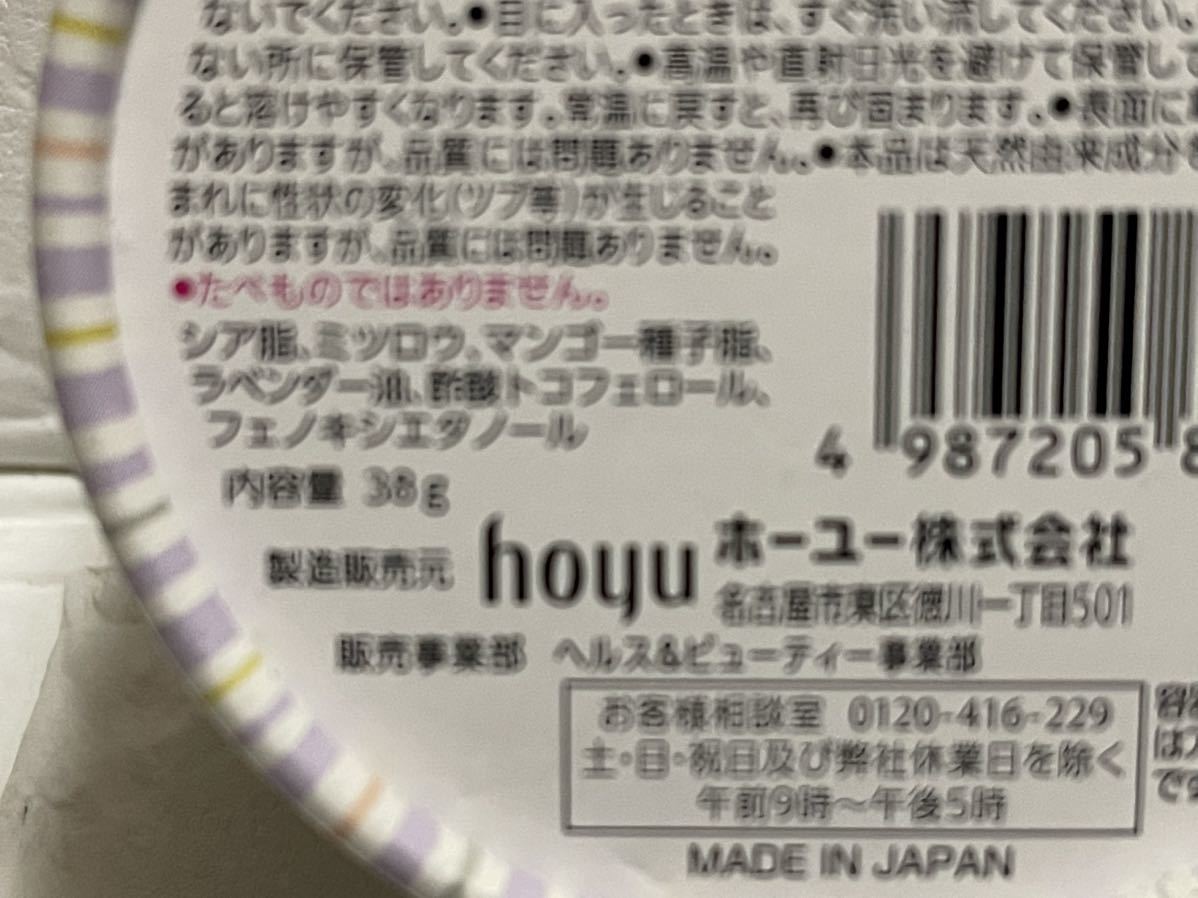 ないでください。●目に入ったときは、すぐ洗い流してください。
ない所に保管してください。●高温や直射日光を避けて保管して
ると溶けやすくなります。常温に戻すと、再び固まります。●表面に
がありますが、品質には問題ありません。●本品は天然由来成分
まれに性状の変化(ツブ等)が生じること
がありますが、品質には問題ありません。
●たべものではありません。
シア脂、ミツロウ、マンゴー種子脂、
ラベンダー油、酢酸トコフェロール、
フェノキシエタノール
4 987205 8
内容量 38g
製造販売元 hoyu ホーユー株式会社
名古屋市東区徳川一丁目501
販売事業部 ヘルス&ビューティー事業部
お客様相談室 0120-416-229
土・日・祝日及び弊社休業日を除く
午前9時〜午後5時
容
は
で
MADE IN JAPAN